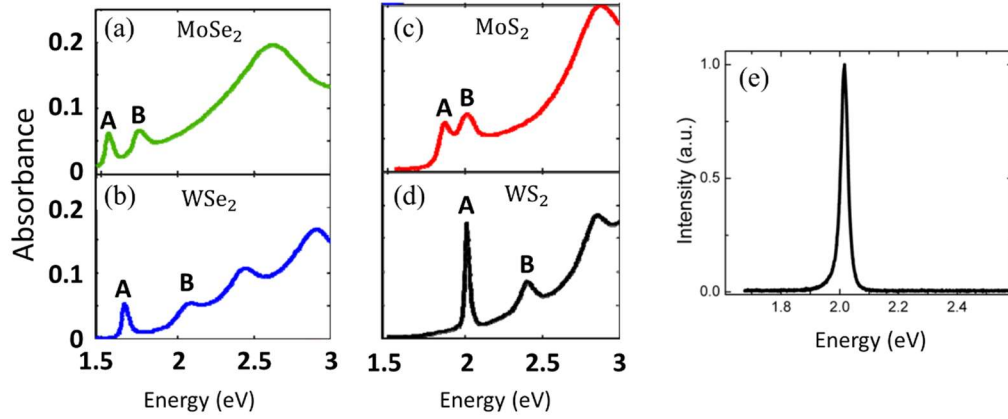 Absorbance
(a) MoSe₂
0.2
0.1
0
A B
(b) WSe₂
0.2
0.1
0
A B
1.5 2 2.5 3
Energy (eV)
(c) MoS₂
A B
(d) WS₂
A B
1.5 2 2.5 3
Energy (eV)
(e)
Intensity (a.u.)
1.0
0.5
0.0
1.8 2.0 2.2 2.4
Energy (eV)